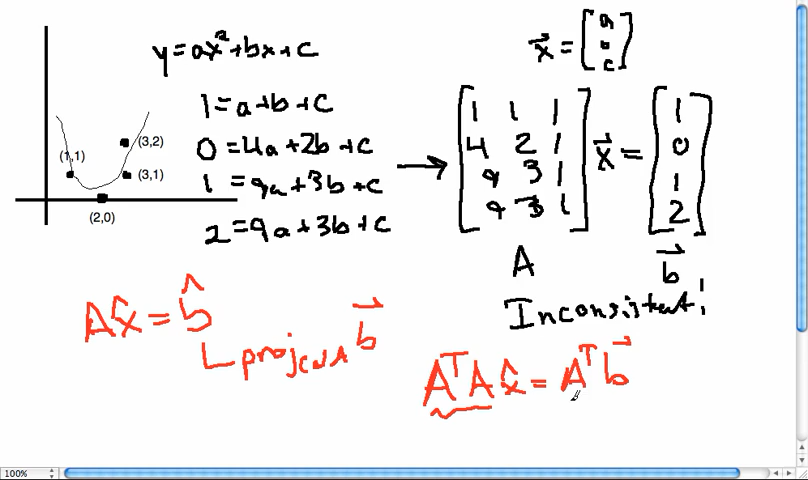 y=ax²+bx+c
1=a+b+c
0=4a+2b+c
1=9a+3b+c
2=9a+3b+c
(3,2)
(1,1)
(3,1)
(2,0)
x⃗ = [a b c]
[1 1 1
4 2 1
9 3 1
9 3 1] x⃗ = [1 0 1 2]
A b⃗
Inconsistent!
Ax̂ = b̂
proj Col A b⃗
AᵀAx̂ = Aᵀb⃗
100%